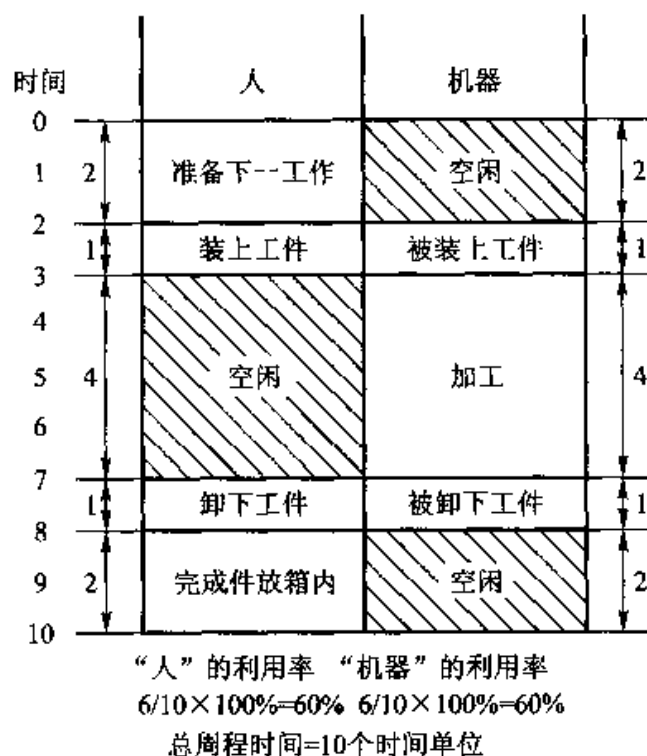 时间 人 机器
0
1 2 准备下一工作 空闲 2
2
1 装上工件 被装上工件 1
3
4
5 4 空闲 加工 4
6
7
1 卸下工件 被卸下工件 1
8
9 2 完成件放箱内 空闲 2
10
“人”的利用率 “机器”的利用率
6/10×100%=60% 6/10×100%=60%
总周程时间=10个时间单位